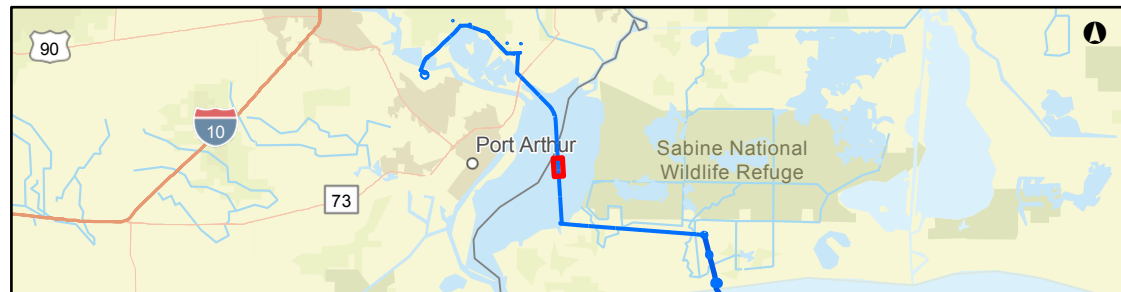 90
10
Port Arthur
73
Sabine National
Wildlife Refuge